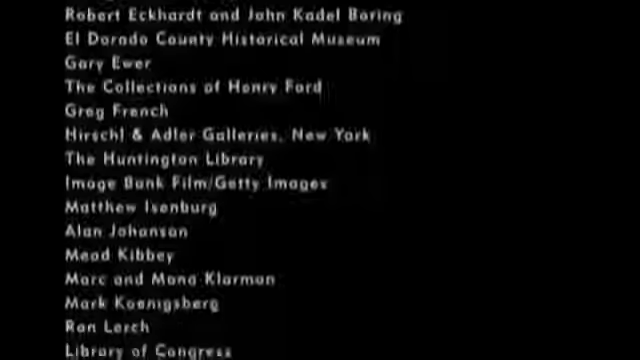 Robert Eckhardt and John Kadel Boring
El Dorado County Historical Museum
Gary Ewer
The Collections of Henry Ford
Greg French
Hirschl & Adler Galleries, New York
The Huntington Library
Image Bank Film/Getty Images
Matthew Isenburg
Alan Johanson
Mead Kibbey
Marc and Mona Klarman
Mark Koenigsberg
Ron Lerch
Library of Congress